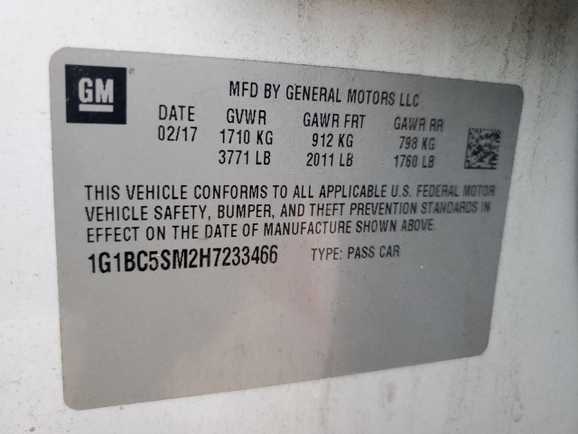 GM
MFD BY GENERAL MOTORS LLC
DATE GVWR GAWR FRT GAWR RR
02/17 1710 KG 912 KG 798 KG
3771 LB 2011 LB 1760 LB
THIS VEHICLE CONFORMS TO ALL APPLICABLE U.S. FEDERAL MOTOR
VEHICLE SAFETY, BUMPER, AND THEFT PREVENTION STANDARDS IN
EFFECT ON THE DATE OF MANUFACTURE SHOWN ABOVE.
1G1BC5SM2H7233466 TYPE: PASS CAR